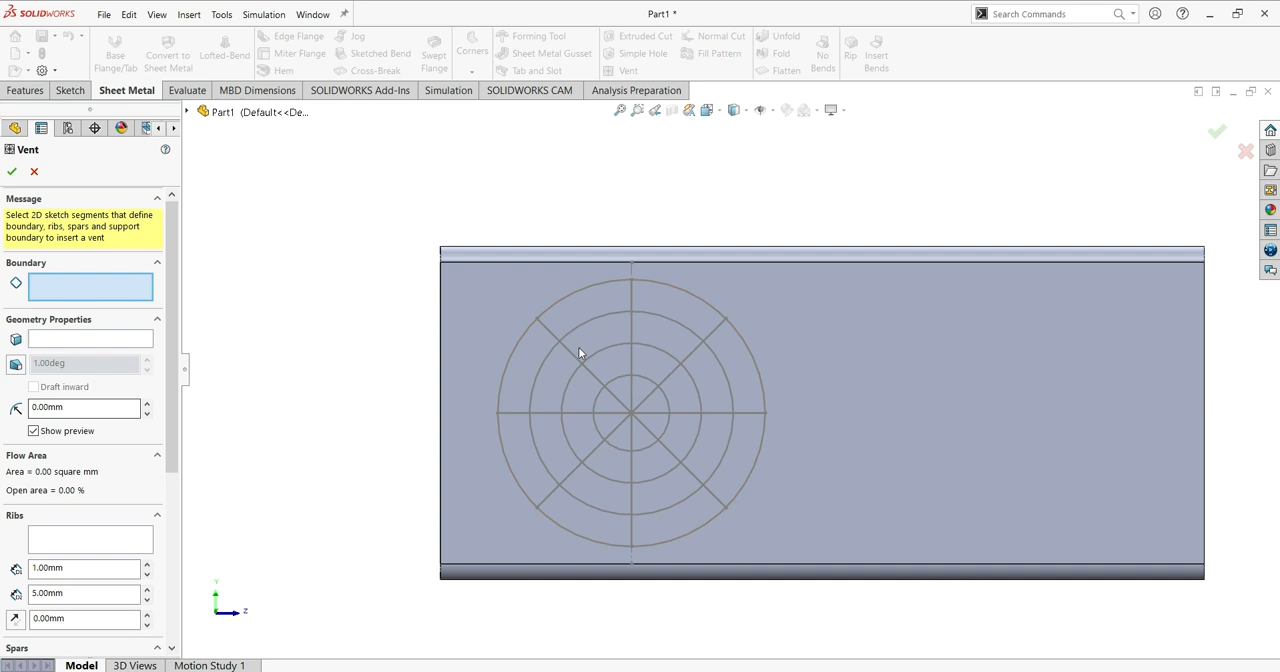 SOLIDWORKS File Edit View Insert Tools Simulation Window Part1 * Search Commands
Base Flange/Tab Convert to Sheet Metal Lofted-Bend Edge Flange Miter Flange Hem Jog Sketched Bend Cross-Break Swept Flange Corners Forming Tool Sheet Metal Gusset Tab and Slot Extruded Cut Simple Hole Vent Normal Cut Fill Pattern Unfold Fold Flatten No Bends Rip Insert Bends
Features Sketch Sheet Metal Evaluate MBD Dimensions SOLIDWORKS Add-Ins Simulation SOLIDWORKS CAM Analysis Preparation
Part1 (Default<<De...
Vent
Message
Select 2D sketch segments that define
boundary, ribs, spars and support
boundary to insert a vent
Boundary
Geometry Properties
1.00deg
Draft inward
0.00mm
Show preview
Flow Area
Area = 0.00 square mm
Open area = 0.00 %
Ribs
1.00mm
5.00mm
0.00mm
Spars
Y
Z
Model 3D Views Motion Study 1